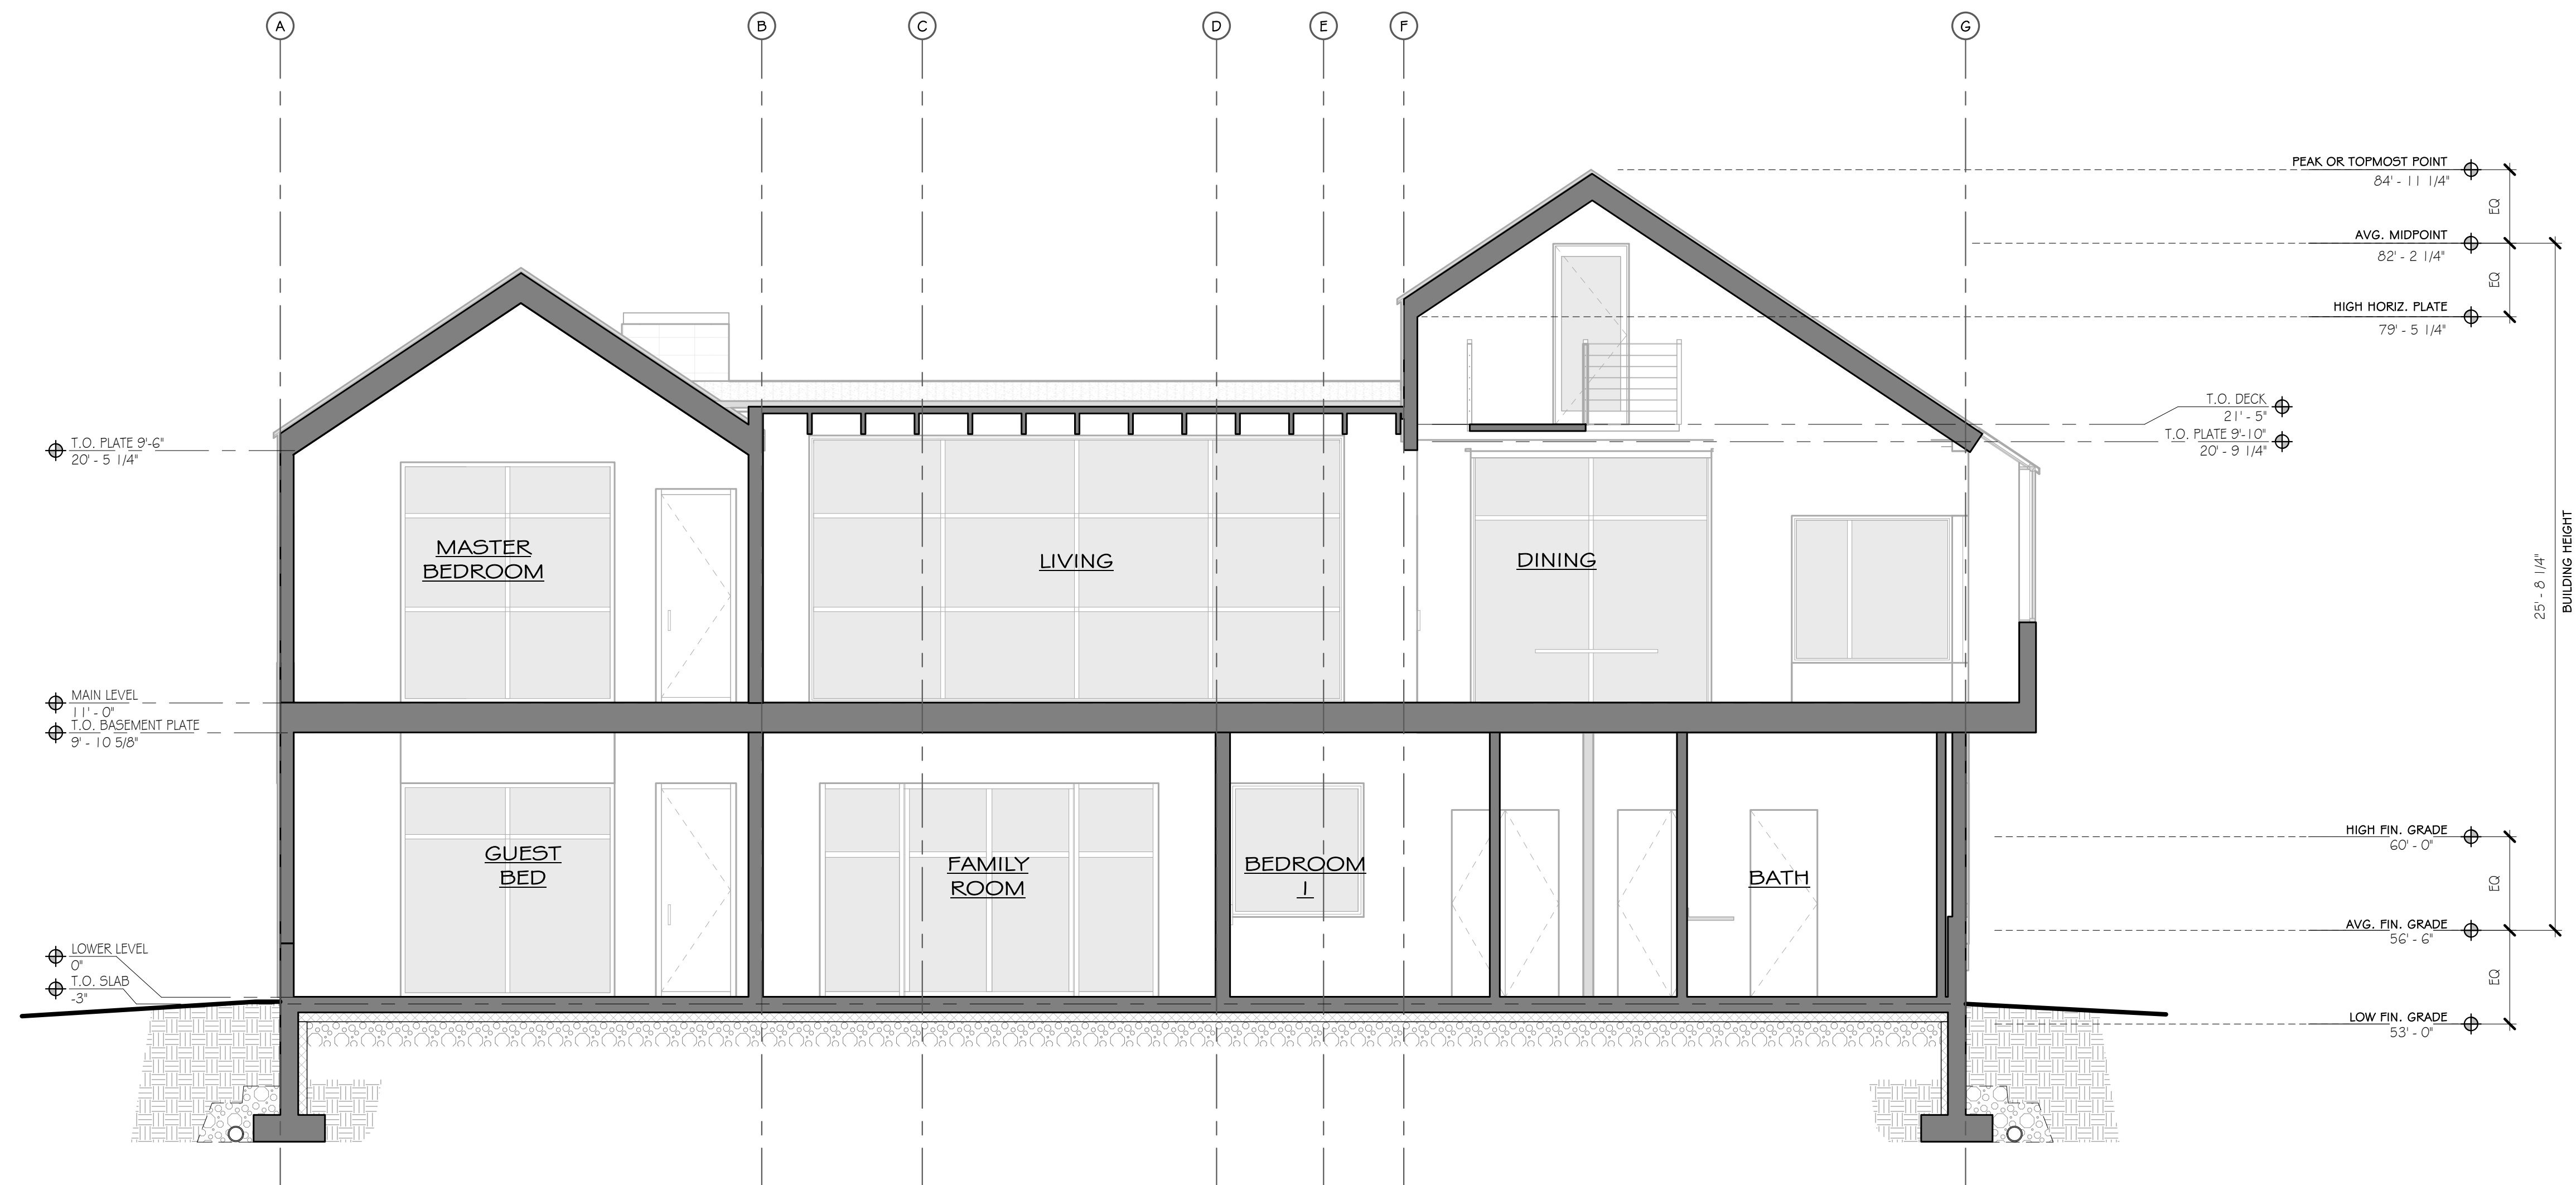 A B C D E F G
PEAK OR TOPMOST POINT
84' - 11 1/4"
EQ
AVG. MIDPOINT
82' - 2 1/4"
EQ
HIGH HORIZ. PLATE
79' - 5 1/4"
T.O. DECK
21' - 5"
T.O. PLATE 9'-10"
20' - 9 1/4"
T.O. PLATE 9'-6"
20' - 5 1/4"
MASTER
BEDROOM
LIVING
DINING
25' - 8 1/4"
BUILDING HEIGHT
MAIN LEVEL
11' - 0"
T.O. BASEMENT PLATE
9' - 10 5/8"
GUEST
BED
FAMILY
ROOM
BEDROOM
1
BATH
HIGH FIN. GRADE
60' - 0"
EQ
AVG. FIN. GRADE
56' - 6"
EQ
LOW FIN. GRADE
53' - 0"
LOWER LEVEL
0"
T.O. SLAB
-3"